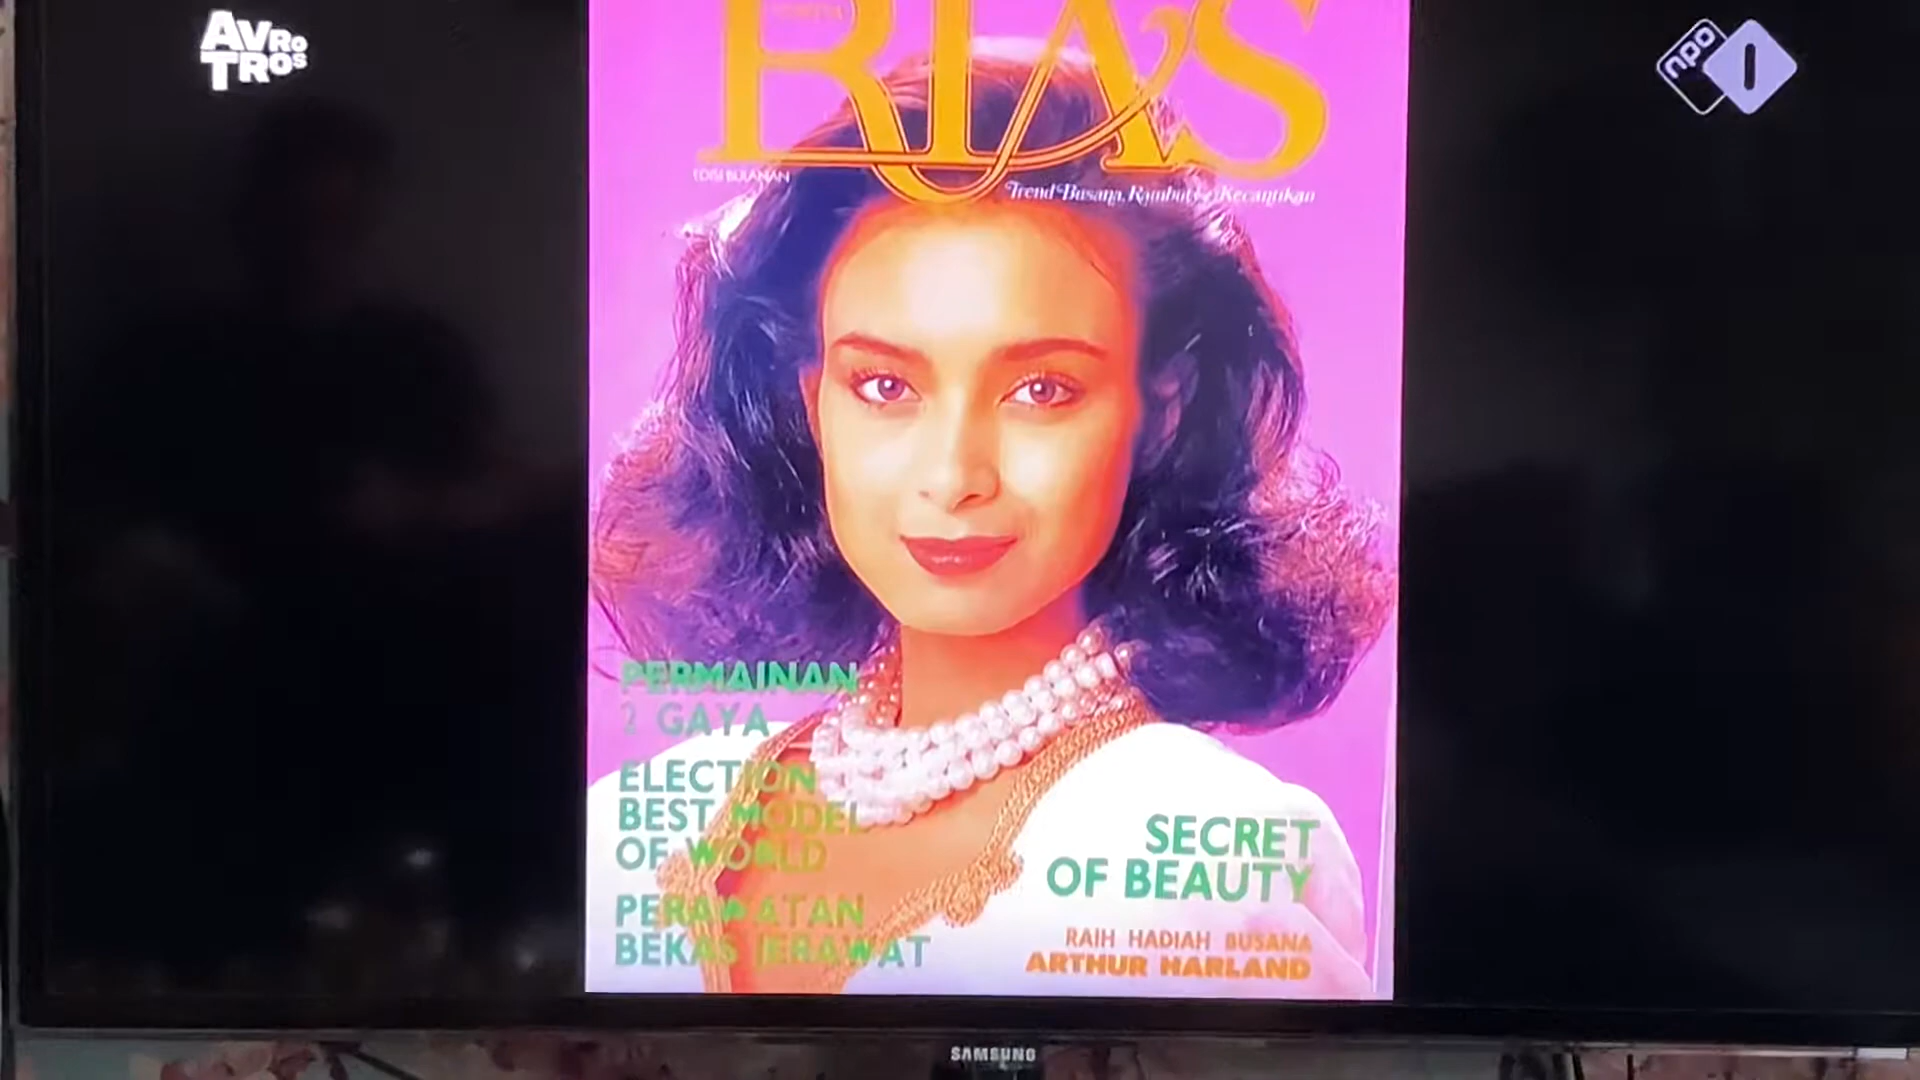 AVRO
TROS
npo 1
RIAS
EDISI BULANAN
Trend Busana, Rambut & Kecantikan
PERMAINAN
2 GAYA
ELECTION
BEST MODEL
OF WORLD
PERAWATAN
BEKAS JERAWAT
SECRET
OF BEAUTY
RAIH HADIAH BUSANA
ARTHUR HARLAND
SAMSUNG